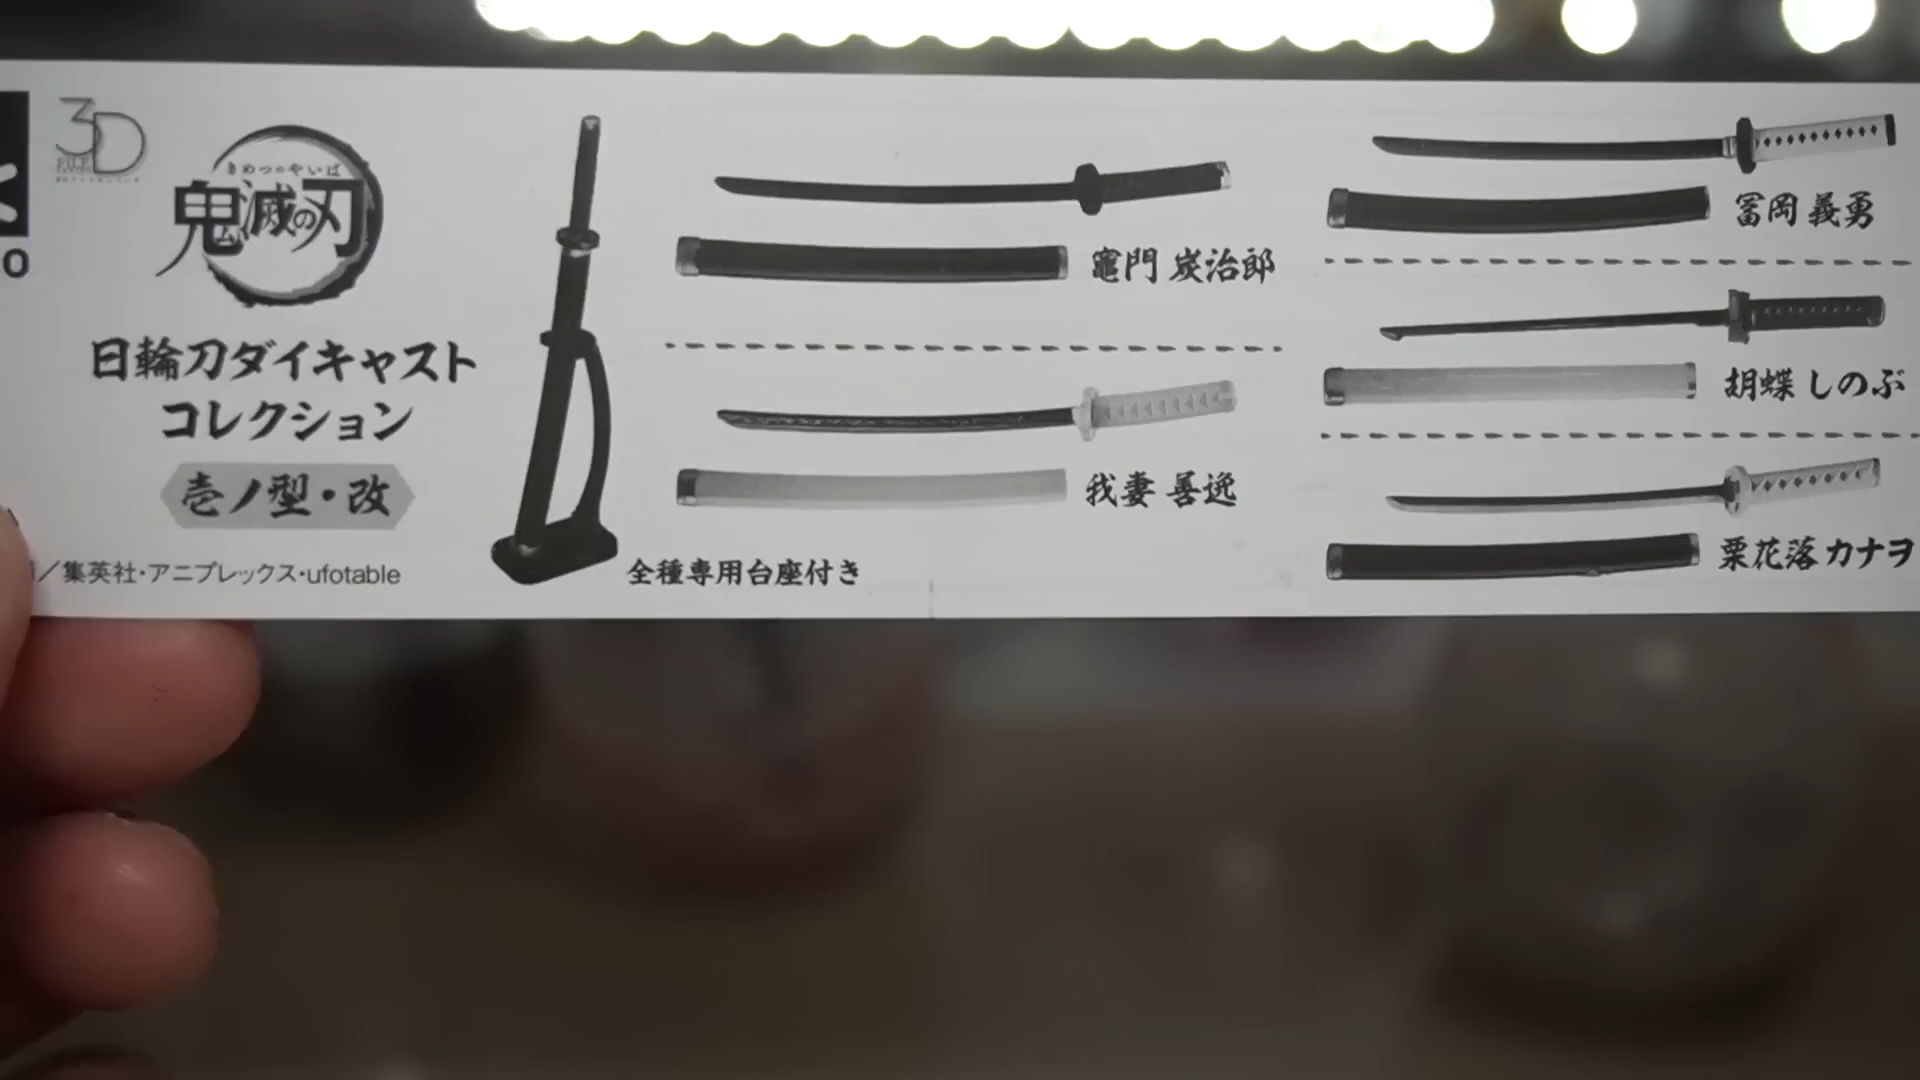 3D
FILE
きめつのやいば
鬼滅の刃
日輪刀ダイキャスト
コレクション
壱ノ型・改
／集英社・アニプレックス・ufotable
全種専用台座付き
竈門 炭治郎
我妻 善逸
冨岡 義勇
胡蝶 しのぶ
栗花落 カナヲ